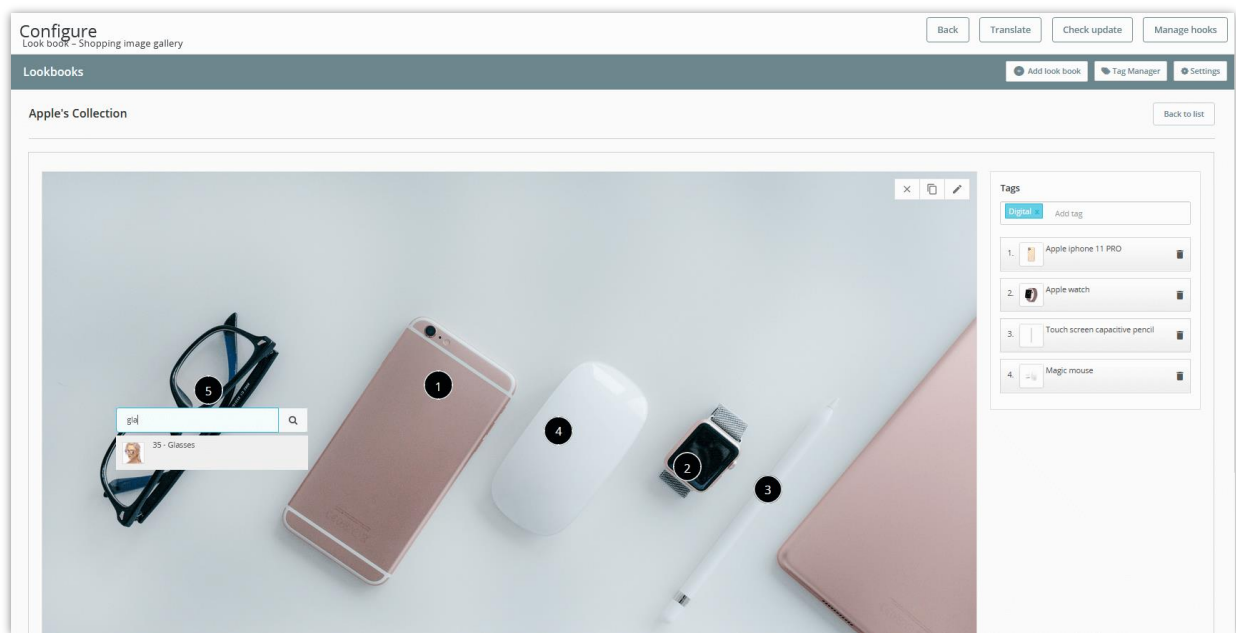 Configure
Look book – Shopping image gallery
Back
Translate
Check update
Manage hooks
Lookbooks
Add look book
Tag Manager
Settings
Apple's Collection
Back to list
Tags
Digital x
Add tag
1. Apple iphone 11 PRO
2. Apple watch
3. Touch screen capacitive pencil
4. Magic mouse
5
1
gla
35 - Glasses
4
2
3